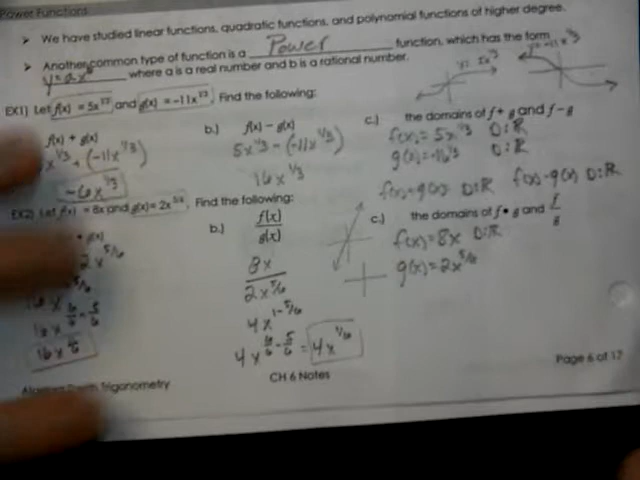 Power Functions
➤ We have studied linear functions, quadratic functions, and polynomial functions of higher degree.
➤ Another common type of function is a Power function, which has the form
where a is a real number and b is a rational number.
EX1) Let f(x) = 5x^1/3 and g(x) = −11x^1/3. Find the following:
f(x) + g(x)
b.) f(x) − g(x)
c.) the domains of f + g and f − g
x^1/3 + (−11x^1/3)
−6x^1/3
5x^1/3 − (−11x^1/3)
16x^1/3
f(x) = 5x^1/3 D:ℝ
D:ℝ
f(x)+g(x) D:ℝ f(x)−g(x) D:ℝ
EX2) Let f(x) = 8x and g(x) = 2x^5/6. Find the following:
g(x)
2x^5/6
16x
b.) f(x)/g(x)
8x/2x^5/6
4x^1−5/6
4x^6/6−5/6 = 4x^1/6
c.) the domains of f • g and f/g
f(x) = 8x D:ℝ
g(x) = 2x^5/6
Page 6 of 17
Trigonometry
CH 6 Notes